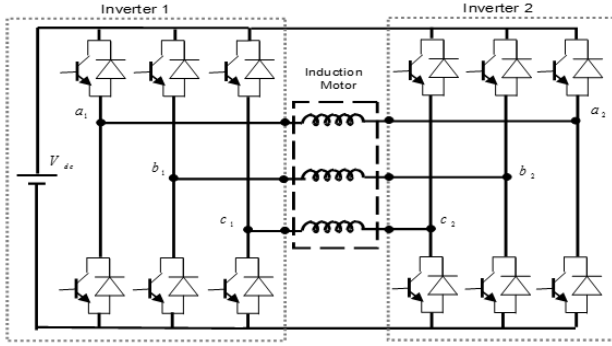 Inverter 1
Inverter 2
Induction
Motor
a1
a2
Vdc
b1
b2
c1
c2